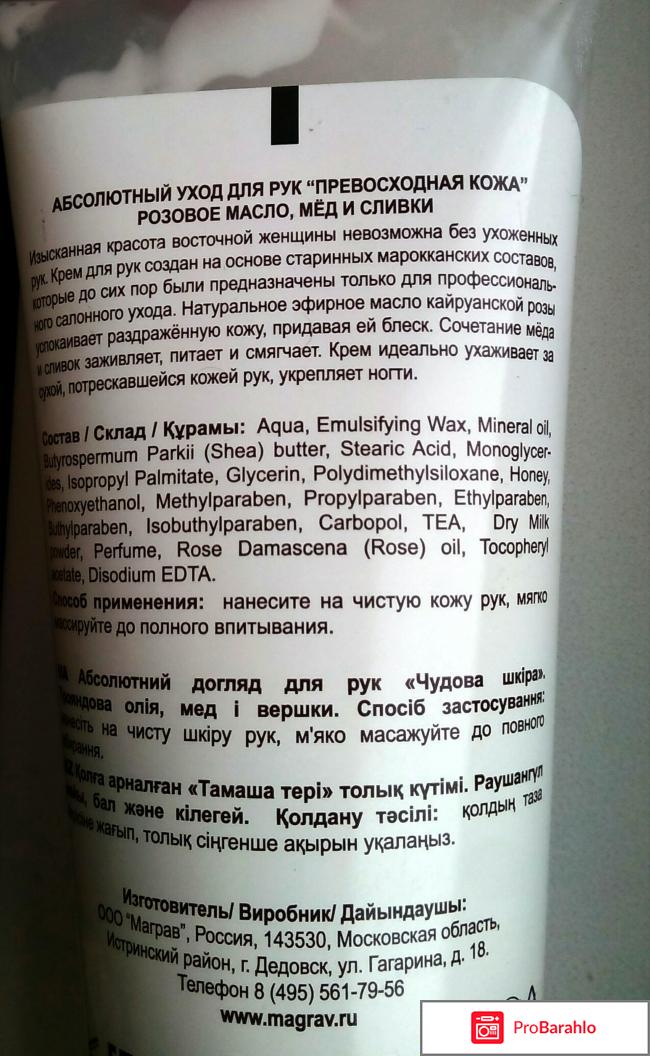 АБСОЛЮТНЫЙ УХОД ДЛЯ РУК “ПРЕВОСХОДНАЯ КОЖА”
РОЗОВОЕ МАСЛО, МЁД И СЛИВКИ
Изысканная красота восточной женщины невозможна без ухоженных
рук. Крем для рук создан на основе старинных марокканских составов,
которые до сих пор были предназначены только для профессиональ-
ного салонного ухода. Натуральное эфирное масло кайруанской розы
успокаивает раздражённую кожу, придавая ей блеск. Сочетание мёда
и сливок заживляет, питает и смягчает. Крем идеально ухаживает за
сухой, потрескавшейся кожей рук, укрепляет ногти.
Состав / Склад / Құрамы: Aqua, Emulsifying Wax, Mineral oil,
Butyrospermum Parkii (Shea) butter, Stearic Acid, Monoglycer-
ides, Isopropyl Palmitate, Glycerin, Polydimethylsiloxane, Honey,
Phenoxyethanol, Methylparaben, Propylparaben, Ethylparaben,
Buthylparaben, Isobuthylparaben, Carbopol, TEA, Dry Milk
powder, Perfume, Rose Damascena (Rose) oil, Tocopheryl
acetate, Disodium EDTA.
Способ применения: нанесите на чистую кожу рук, мягко
массируйте до полного впитывания.
Абсолютний догляд для рук «Чудова шкіра».
Трояндова олія, мед і вершки. Спосіб застосування:
нанесіть на чисту шкіру рук, м'яко масажуйте до повного
Қолға арналған «Тамаша тері» толық күтімі. Раушангүл
майы, бал және кілегей. Қолдану тәсілі: қолдың таза
терісіне жағып, толық сіңгенше ақырын уқалаңыз.
Изготовитель/ Виробник/ Дайындаушы:
ООО “Маграв”, Россия, 143530, Московская область,
Истринский район, г. Дедовск, ул. Гагарина, д. 18.
Телефон 8 (495) 561-79-56
www.magrav.ru
ProBarahlo